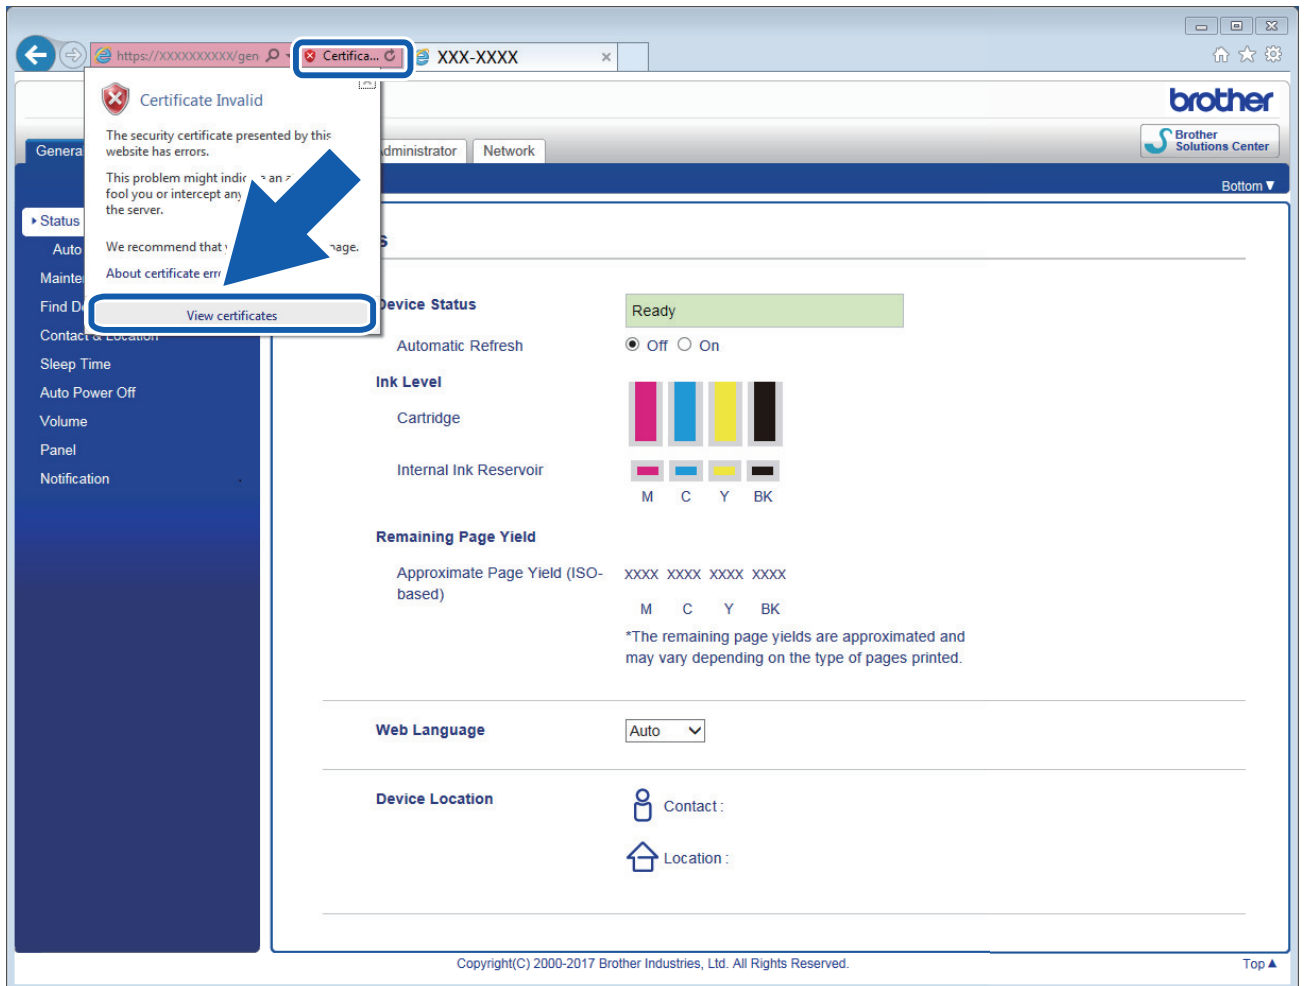 https://XXXXXXXXXX/gen
Certifica...
XXX-XXXX
Certificate Invalid
The security certificate presented by this
website has errors.
This problem might indic
fool you or intercept any
the server.
We recommend that
About certificate
View certificates
brother
Brother
Solutions Center
Genera
dministrator
Network
Bottom▼
Status
Auto
Mainte
Find De
Contact & Location
Sleep Time
Auto Power Off
Volume
Panel
Notification
s
Device Status
Ready
Automatic Refresh
Off
On
Ink Level
Cartridge
Internal Ink Reservoir
M C Y BK
Remaining Page Yield
Approximate Page Yield (ISO-
based)
XXXX XXXX XXXX XXXX
M C Y BK
*The remaining page yields are approximated and
may vary depending on the type of pages printed.
Web Language
Auto
Device Location
Contact :
Location :
Copyright(C) 2000-2017 Brother Industries, Ltd. All Rights Reserved.
Top▲